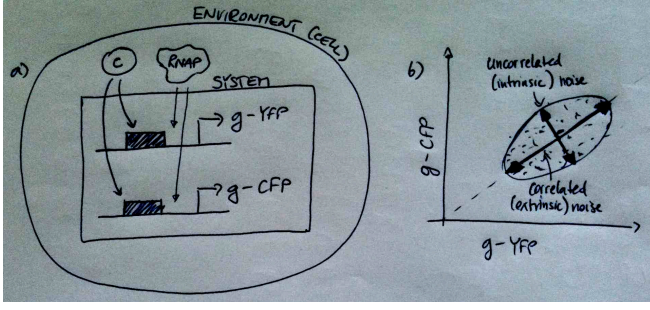 ENVIRONMENT (CELL)
a)
C
RNAP
SYSTEM
g-YFP
g-CFP
b)
Uncorrelated
(intrinsic) noise
g-CFP
Correlated
(extrinsic) noise
g-YFP